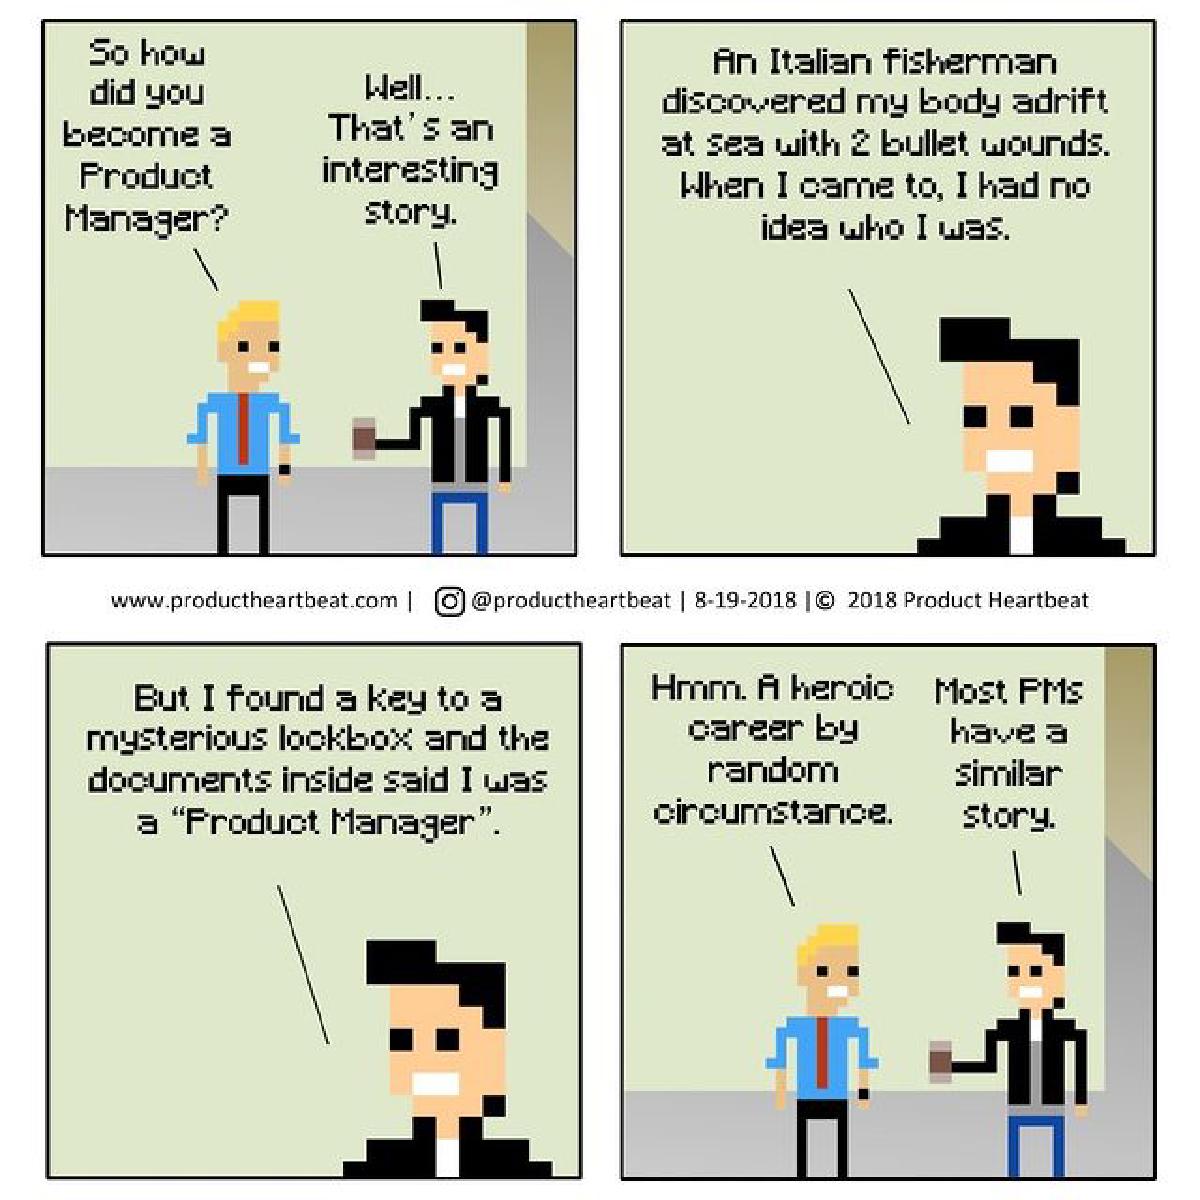 So how
did you
become a
Product
Manager?
Well...
That's an
interesting
story.
An Italian fisherman
discovered my body adrift
at sea with 2 bullet wounds.
When I came to, I had no
idea who I was.
www.productheartbeat.com | @productheartbeat | 8-19-2018 |© 2018 Product Heartbeat
But I found a key to a
mysterious lockbox and the
documents inside said I was
a “Product Manager”.
Hmm. A heroic
career by
random
circumstance.
Most PMs
have a
similar
story.